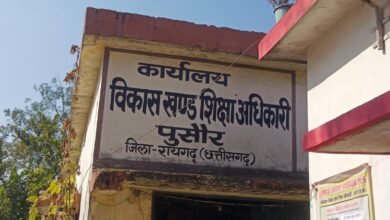 कार्यालय
विकास खण्ड शिक्षा अधिकारी
पुसौर
जिला-रायगढ़ (छत्तीसगढ़)